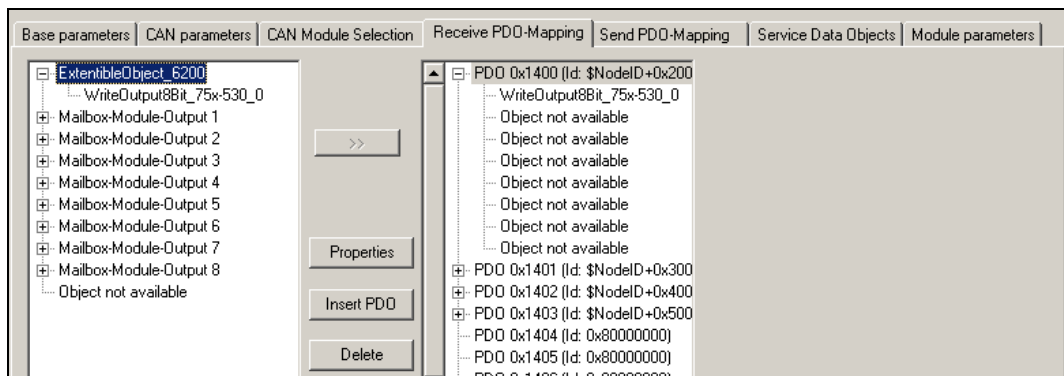 Base parameters CAN parameters CAN Module Selection Receive PDO-Mapping Send PDO-Mapping Service Data Objects Module parameters
ExtentibleObject_6200
WriteOutput8Bit_75x-530_0
Mailbox-Module-Output 1
Mailbox-Module-Output 2
Mailbox-Module-Output 3
Mailbox-Module-Output 4
Mailbox-Module-Output 5
Mailbox-Module-Output 6
Mailbox-Module-Output 7
Mailbox-Module-Output 8
Object not available
>>
Properties
Insert PDO
Delete
PDO 0x1400 (Id: $NodeID+0x200
WriteOutput8Bit_75x-530_0
Object not available
Object not available
Object not available
Object not available
Object not available
Object not available
Object not available
PDO 0x1401 (Id: $NodeID+0x300
PDO 0x1402 (Id: $NodeID+0x400
PDO 0x1403 (Id: $NodeID+0x500
PDO 0x1404 (Id: 0x80000000)
PDO 0x1405 (Id: 0x80000000)